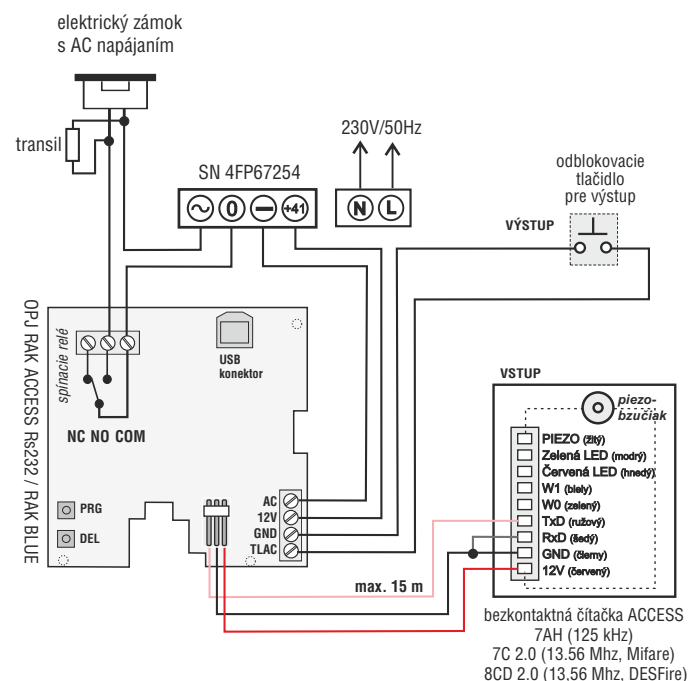 elektrický zámok
s AC napájaním
transil
SN 4FP67254
0
+41
230V/50Hz
N L
odblokovacie
tlačidlo
pre výstup
VÝSTUP
OPJ RAK ACCESS Rs232 / RAK BLUE
spínacie relé
NC NO COM
USB
konektor
PRG
DEL
AC
12V
GND
TLAC
max. 15 m
VSTUP
piezo-
bzučiak
PIEZO (žltý)
Zelená LED (modrý)
Červená LED (hnedý)
W1 (biely)
W0 (zelený)
TxD (ružový)
RxD (šedý)
GND (čierny)
12V (červený)
bezkontaktná čítačka ACCESS
7AH (125 kHz)
7C 2.0 (13.56 Mhz, Mifare)
8CD 2.0 (13.56 Mhz, DESFire)